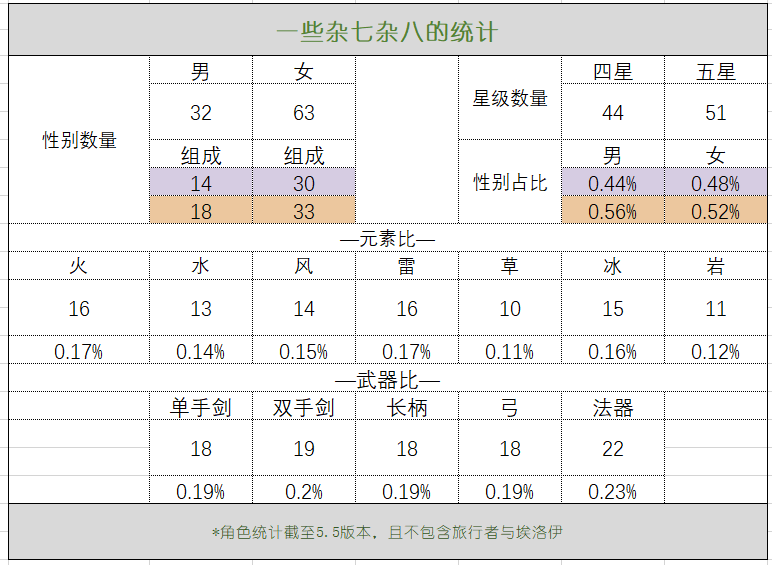 一些杂七杂八的统计
男 女 四星 五星
星级数量
32 63 44 51
性别数量
组成 组成 男 女
性别占比
14 30 0.44% 0.48%
18 33 0.56% 0.52%
—元素比—
火 水 风 雷 草 冰 岩
16 13 14 16 10 15 11
0.17% 0.14% 0.15% 0.17% 0.11% 0.16% 0.12%
—武器比—
单手剑 双手剑 长柄 弓 法器
18 19 18 18 22
0.19% 0.2% 0.19% 0.19% 0.23%
*角色统计截至5.5版本，且不包含旅行者与埃洛伊